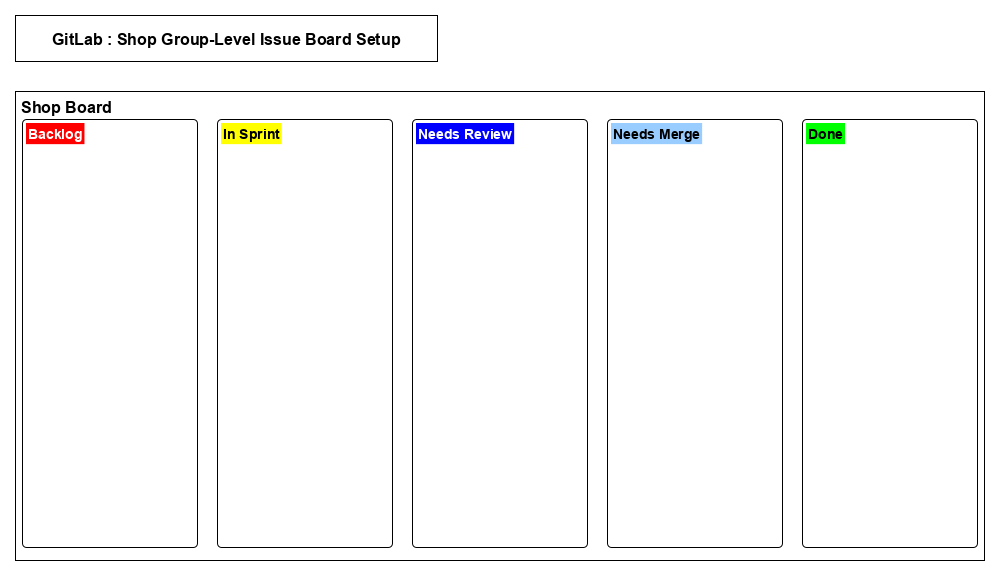 GitLab : Shop Group-Level Issue Board Setup
Shop Board
Backlog
In Sprint
Needs Review
Needs Merge
Done